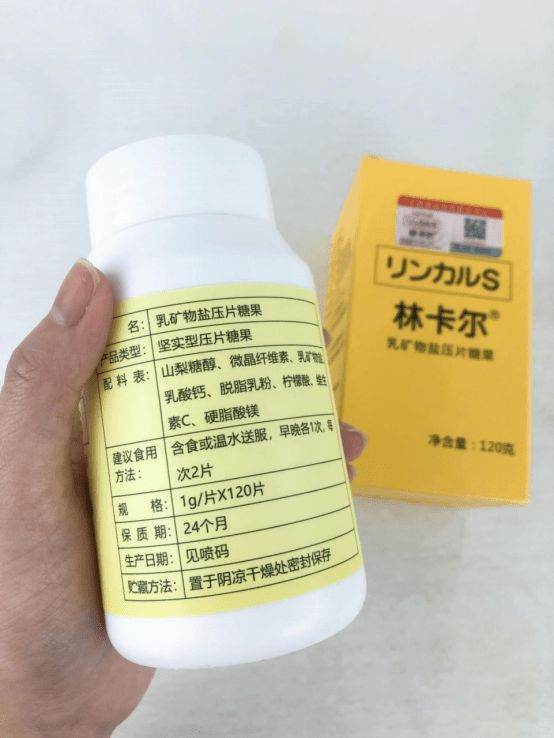 名：乳矿物盐压片糖果
产品类型：坚实型压片糖果
配 料 表：山梨糖醇、微晶纤维素、乳矿物盐、
乳酸钙、脱脂乳粉、柠檬酸、维生
素C、硬脂酸镁
建议食用方法：含食或温水送服，早晚各1次，每
次2片
规 格：1g/片X120片
保 质 期：24个月
生产日期：见喷码
贮藏方法：置于阴凉干燥处密封保存
リンカルS
林卡尔®
乳矿物盐压片糖果
净含量：120克